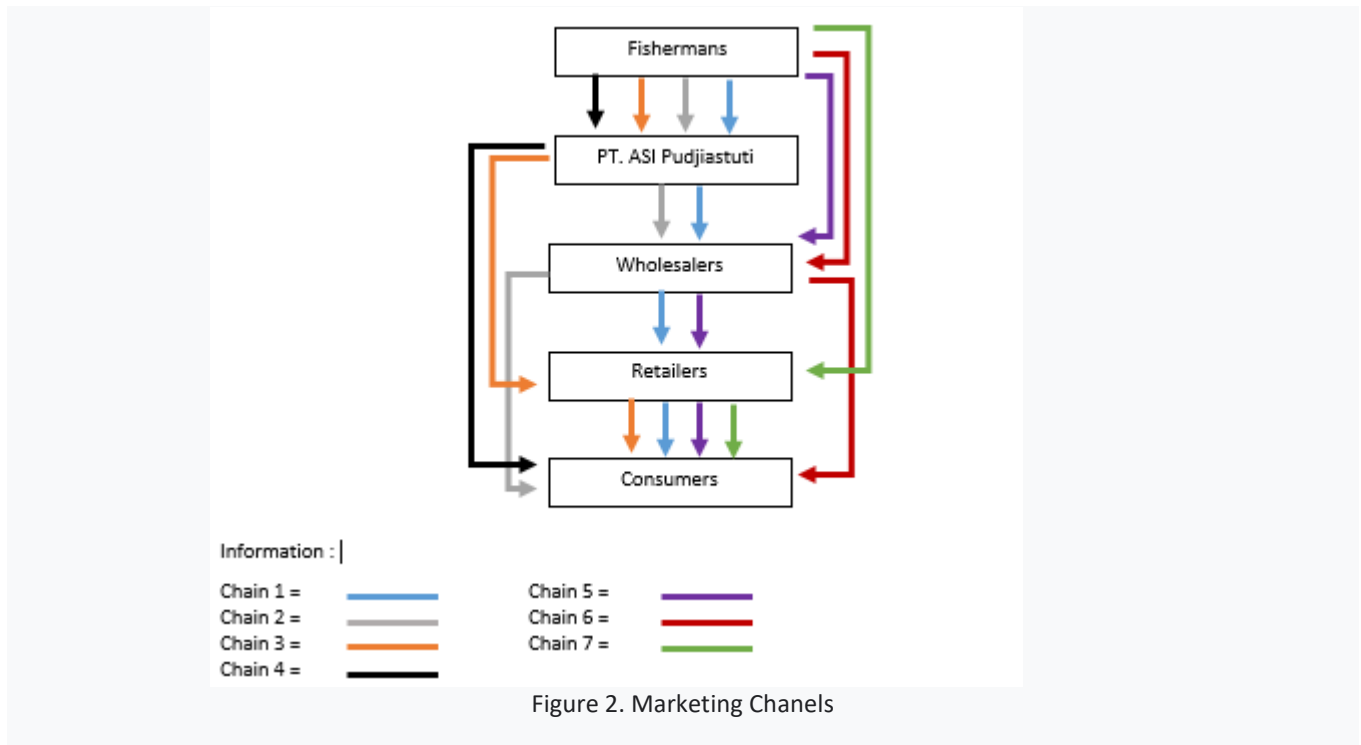 Fishermans
PT. ASI Pudjiastuti
Wholesalers
Retailers
Consumers
Information :
Chain 1 =
Chain 5 =
Chain 2 =
Chain 6 =
Chain 3 =
Chain 7 =
Chain 4 =
Figure 2. Marketing Chanels